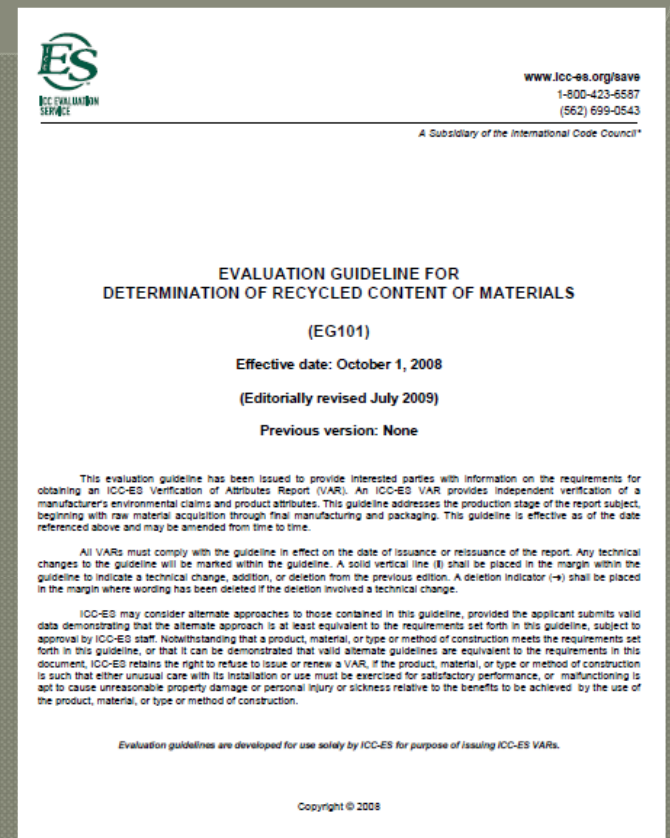 ICC
ES
ICC EVALUATION
SERVICE
www.icc-es.org/save
1-800-423-6587
(562) 699-0543
A Subsidiary of the International Code Council®
EVALUATION GUIDELINE FOR
DETERMINATION OF RECYCLED CONTENT OF MATERIALS
(EG101)
Effective date: October 1, 2008
(Editorially revised July 2009)
Previous version: None
This evaluation guideline has been issued to provide interested parties with information on the requirements for
obtaining an ICC-ES Verification of Attributes Report (VAR). An ICC-ES VAR provides independent verification of a
manufacturer's environmental claims and product attributes. This guideline addresses the production stage of the report subject,
beginning with raw material acquisition through final manufacturing and packaging. This guideline is effective as of the date
referenced above and may be amended from time to time.
All VARs must comply with the guideline in effect on the date of issuance or reissuance of the report. Any technical
changes to the guideline will be marked within the guideline. A solid vertical line (|) shall be placed in the margin within the
guideline to indicate a technical change, addition, or deletion from the previous edition. A deletion indicator (→) shall be placed
in the margin where wording has been deleted if the deletion involved a technical change.
ICC-ES may consider alternate approaches to those contained in this guideline, provided the applicant submits valid
data demonstrating that the alternate approach is at least equivalent to the requirements set forth in this guideline, subject to
approval by ICC-ES staff. Notwithstanding that a product, material, or type or method of construction meets the requirements set
forth in this guideline, or that it can be demonstrated that valid alternate guidelines are equivalent to the requirements in this
document, ICC-ES retains the right to refuse to issue or renew a VAR, if the product, material, or type or method of construction
is such that either unusual care with its installation or use must be exercised for satisfactory performance, or malfunctioning is
apt to cause unreasonable property damage or personal injury or sickness relative to the benefits to be achieved by the use of
the product, material, or type or method of construction.
Evaluation guidelines are developed for use solely by ICC-ES for purpose of issuing ICC-ES VARs.
Copyright © 2008